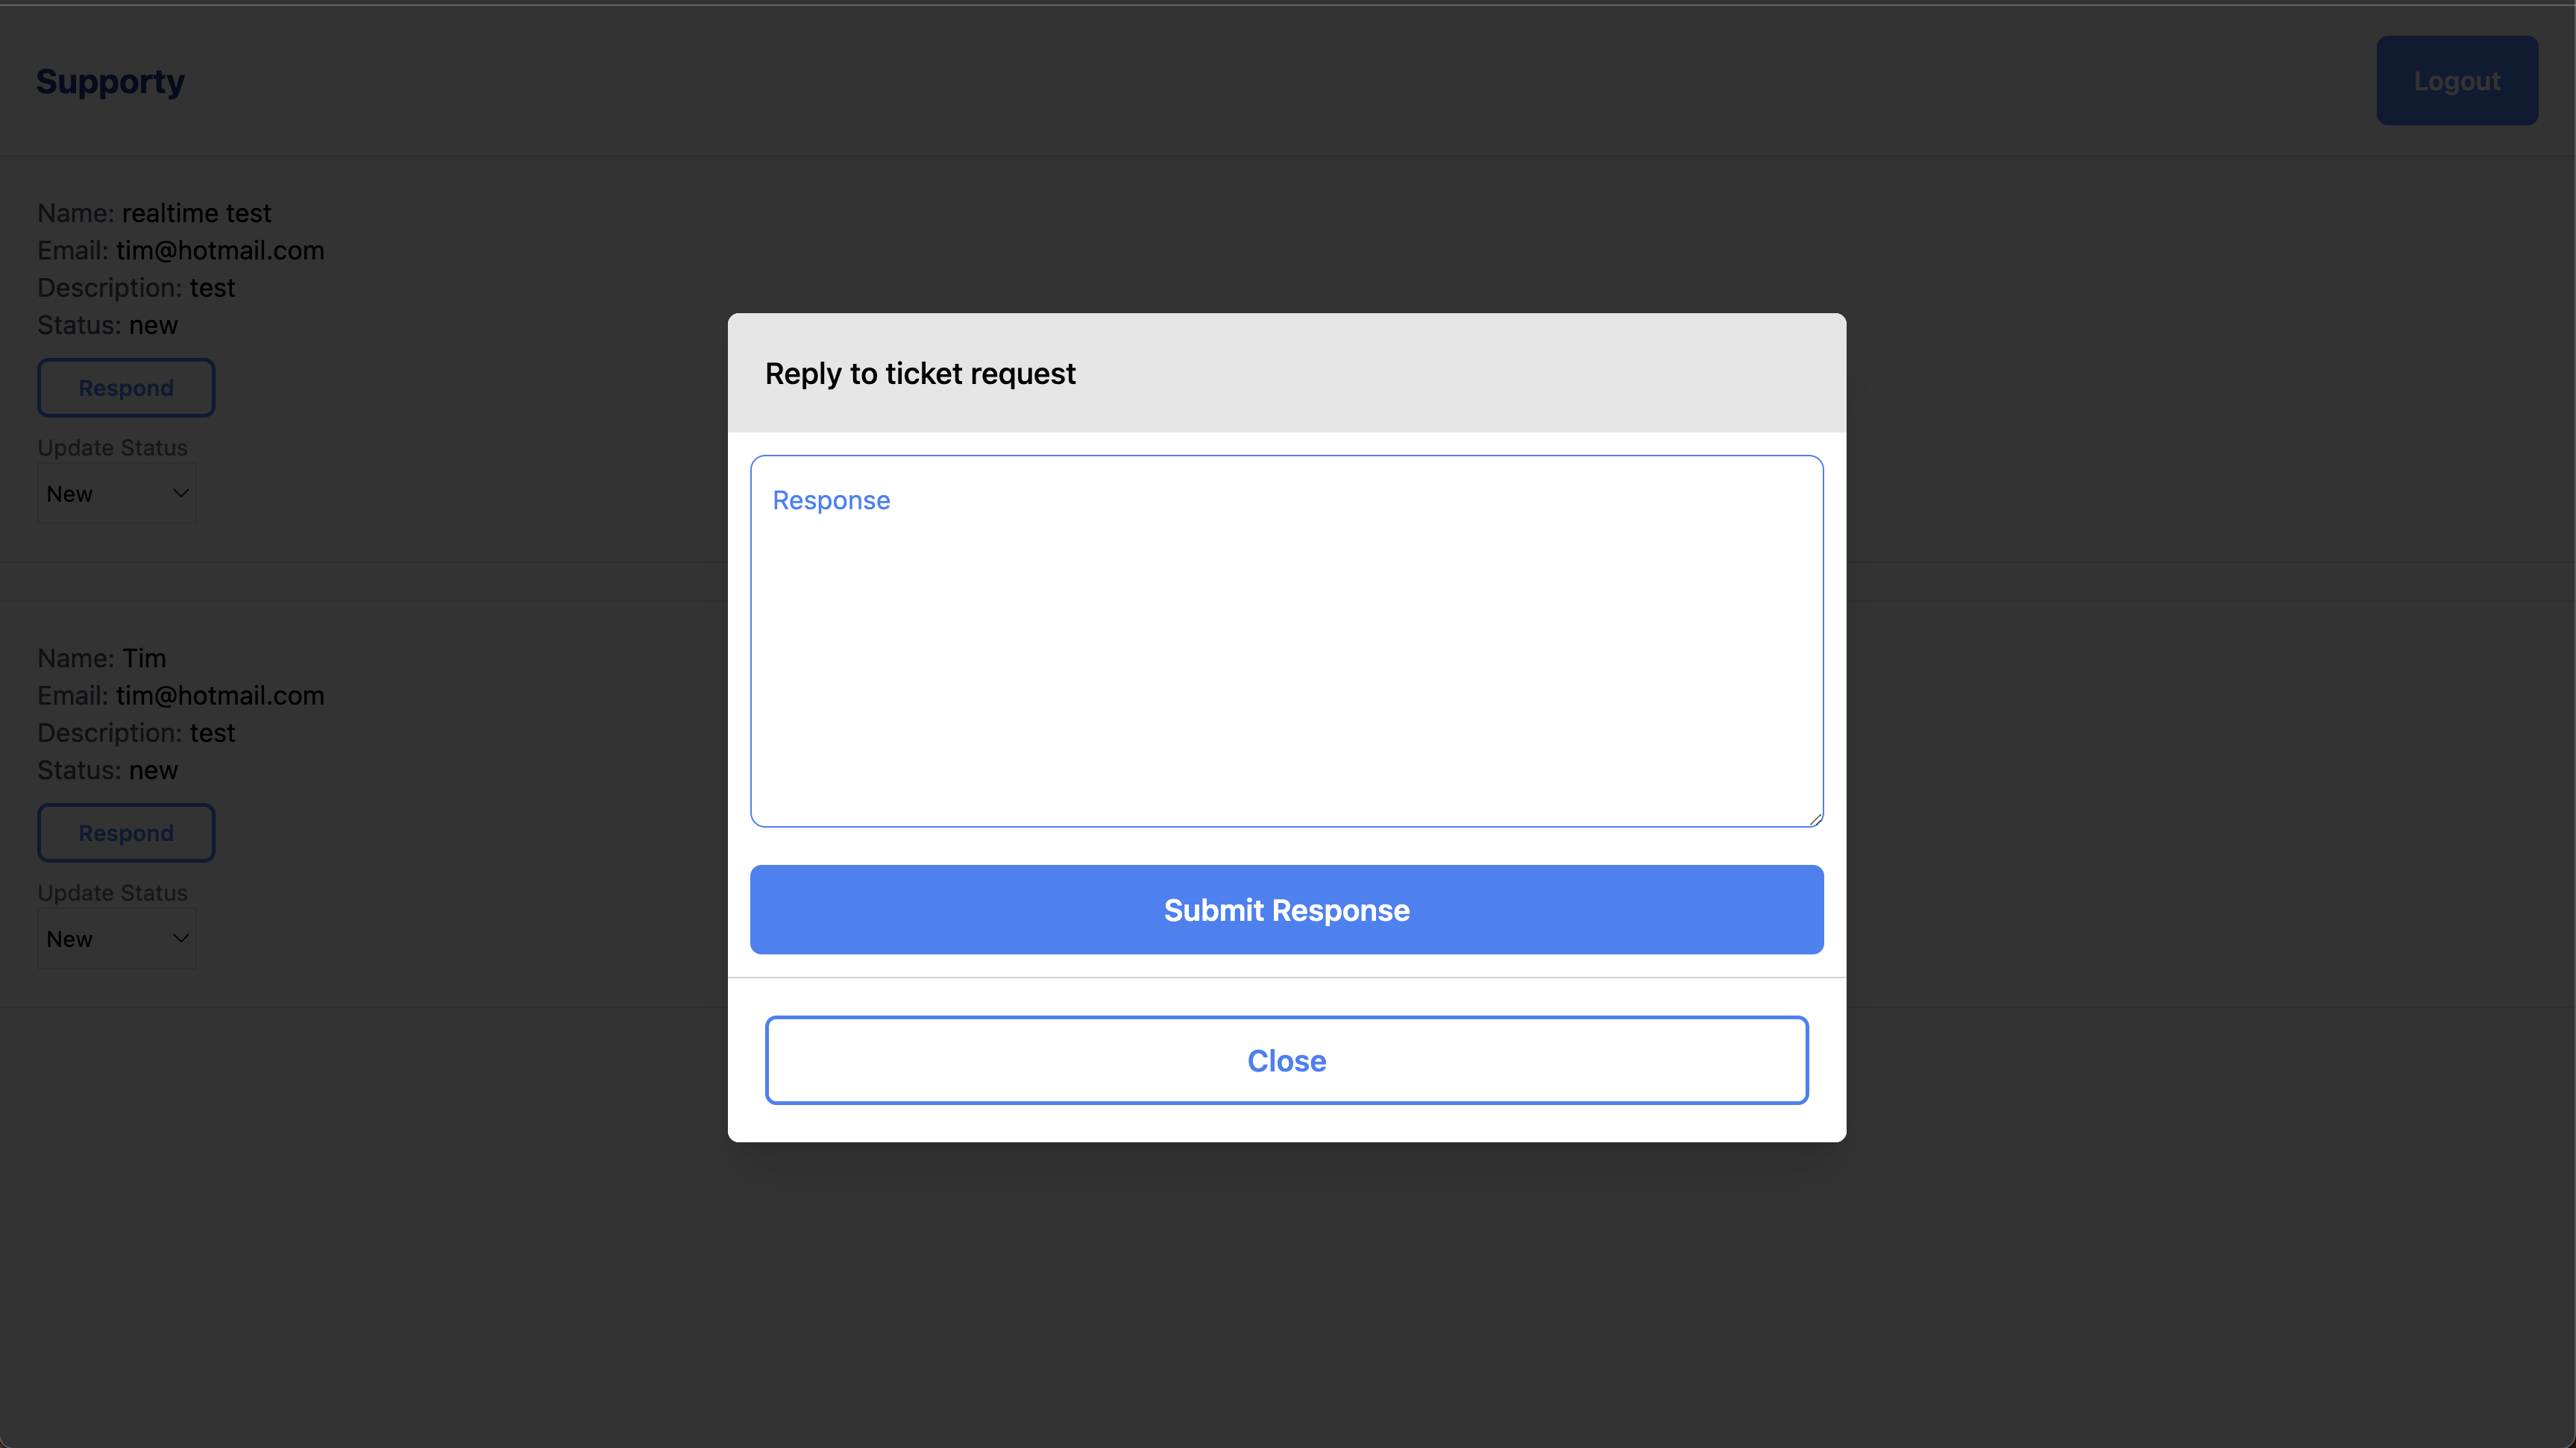 Supporty
Logout
Name: realtime test
Email: tim@hotmail.com
Description: test
Status: new
Respond
Update Status
New
Name: Tim
Email: tim@hotmail.com
Description: test
Status: new
Respond
Update Status
New
Reply to ticket request
Response
Submit Response
Close